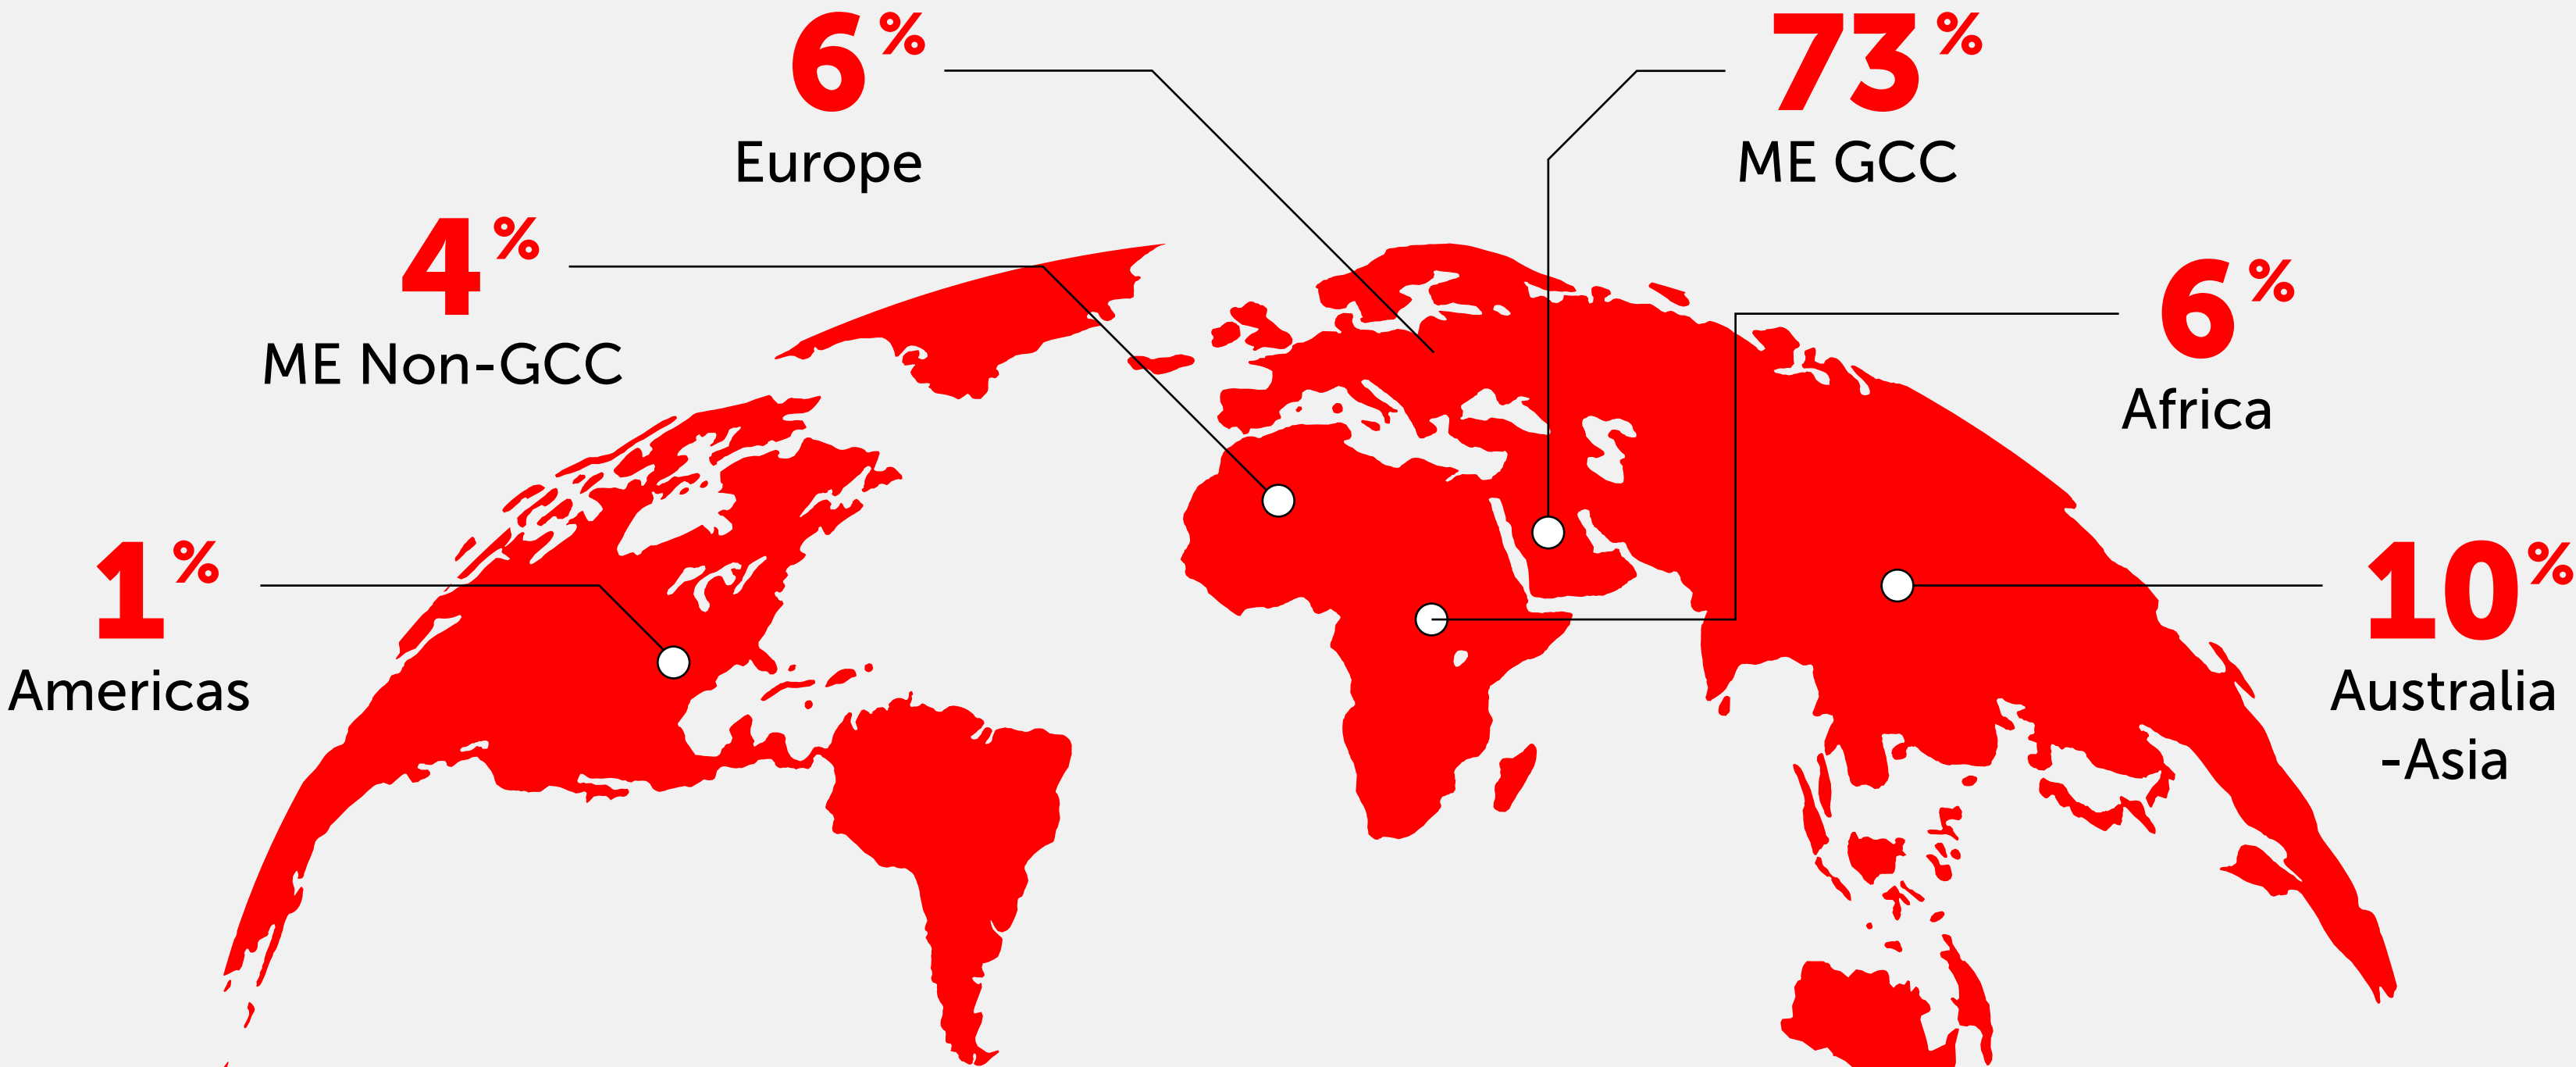 6%
Europe
73%
ME GCC
4%
ME Non-GCC
6%
Africa
1%
Americas
10%
Australia
-Asia